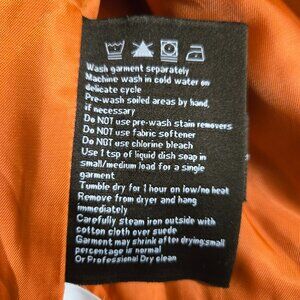 Wash garment separately
Machine wash in cold water on
delicate cycle
Pre-wash soiled areas by hand,
if necessary
Do NOT use pre-wash stain removers
Do NOT use fabric softener
Do NOT use chlorine bleach
Use 1 tsp of liquid dish soap in
small/medium load for a single
garment
Tumble dry for 1 hour on low/no heat
Remove from dryer and hang
immediately
Carefully steam iron outside with
cotton cloth over suede
Garment may shrink after drying;small
percentage is normal
Or Professional Dry clean